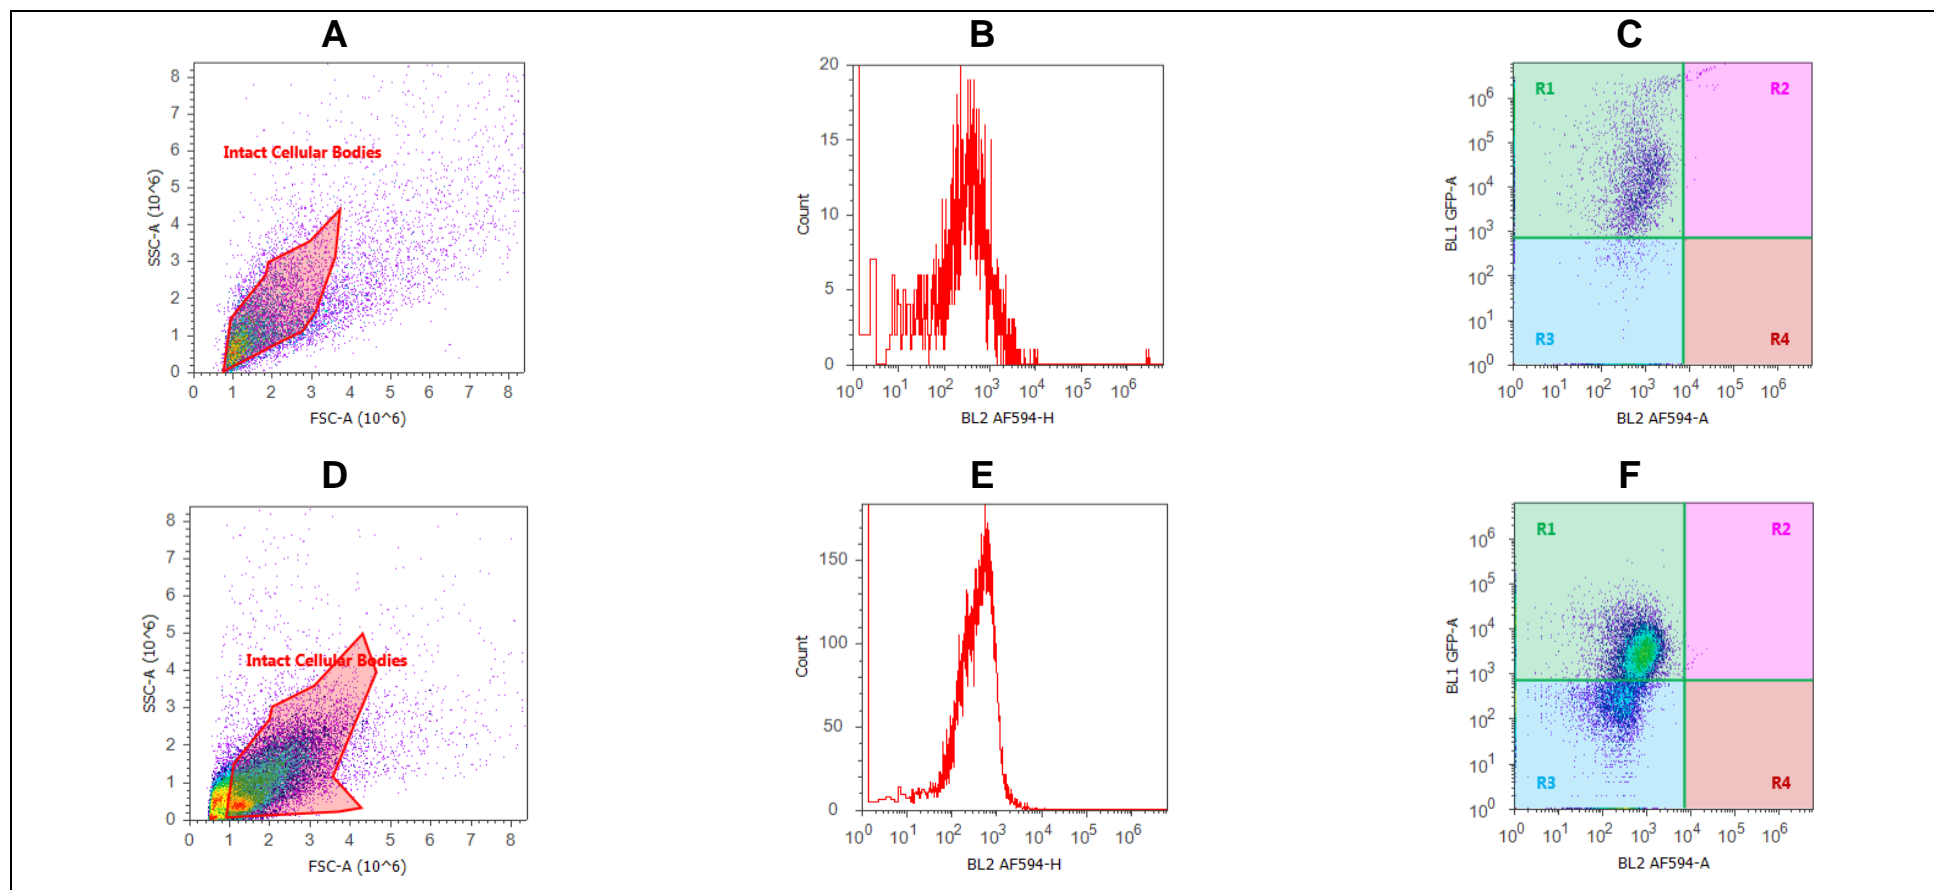 A
B
C
8
7
6
5
4
3
2
1
0
SSC-A (10^6)
Intact Cellular Bodies
0 1 2 3 4 5 6 7 8
FSC-A (10^6)
20
15
10
5
0
Count
10^0 10^1 10^2 10^3 10^4 10^5 10^6
BL2 AF594-H
R1
R2
R3
R4
10^6
10^5
10^4
10^3
10^2
10^1
10^0
BL1 GFP-A
10^0 10^1 10^2 10^3 10^4 10^5 10^6
BL2 AF594-A
D
E
F
8
7
6
5
4
3
2
1
0
SSC-A (10^6)
Intact Cellular Bodies
0 1 2 3 4 5 6 7 8
FSC-A (10^6)
150
100
50
0
Count
10^0 10^1 10^2 10^3 10^4 10^5 10^6
BL2 AF594-H
R1
R2
R3
R4
10^6
10^5
10^4
10^3
10^2
10^1
10^0
BL1 GFP-A
10^0 10^1 10^2 10^3 10^4 10^5 10^6
BL2 AF594-A